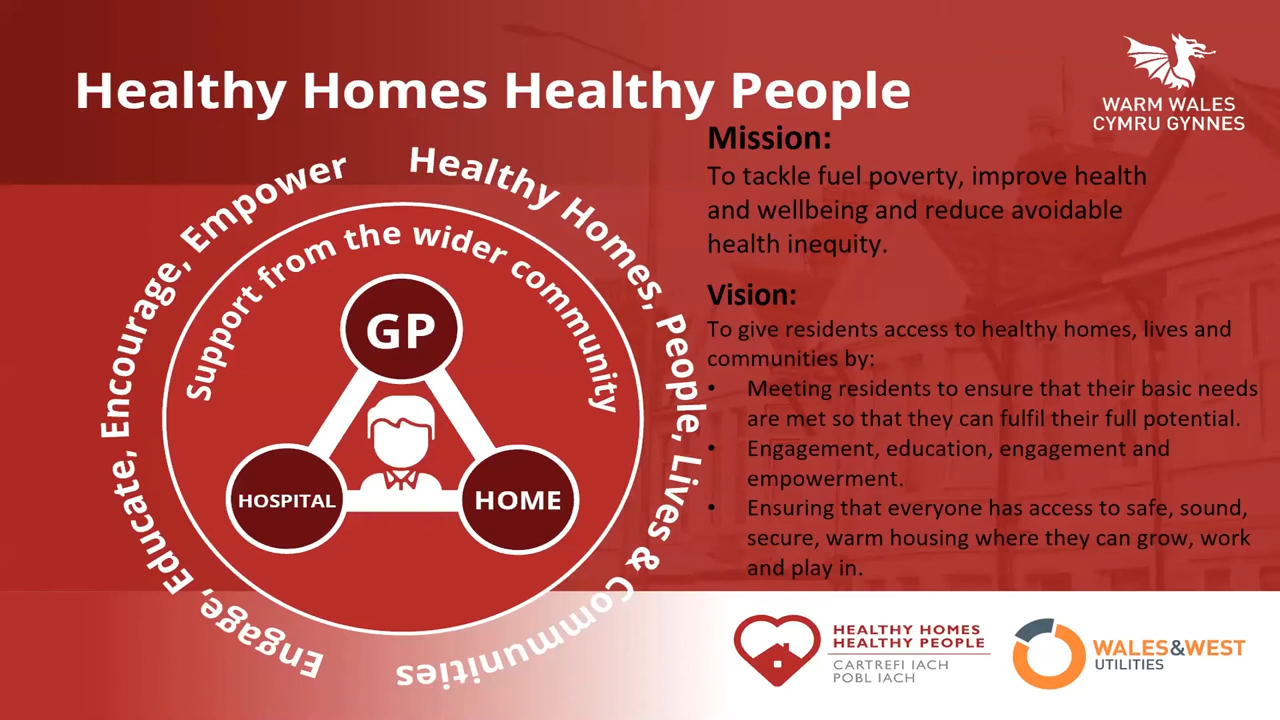 Healthy Homes Healthy People
WARM WALES
CYMRU GYNNES
Engage, Educate, Encourage, Empower
Healthy Homes, People, Lives & Communities
Support from the wider community
GP
HOSPITAL
HOME
Mission:
To tackle fuel poverty, improve health
and wellbeing and reduce avoidable
health inequity.
Vision:
To give residents access to healthy homes, lives and
communities by:
• Meeting residents to ensure that their basic needs
are met so that they can fulfil their full potential.
• Engagement, education, engagement and
empowerment.
• Ensuring that everyone has access to safe, sound,
secure, warm housing where they can grow, work
and play in.
HEALTHY HOMES
HEALTHY PEOPLE
CARTREFI IACH
POBL IACH
WALES&WEST
UTILITIES